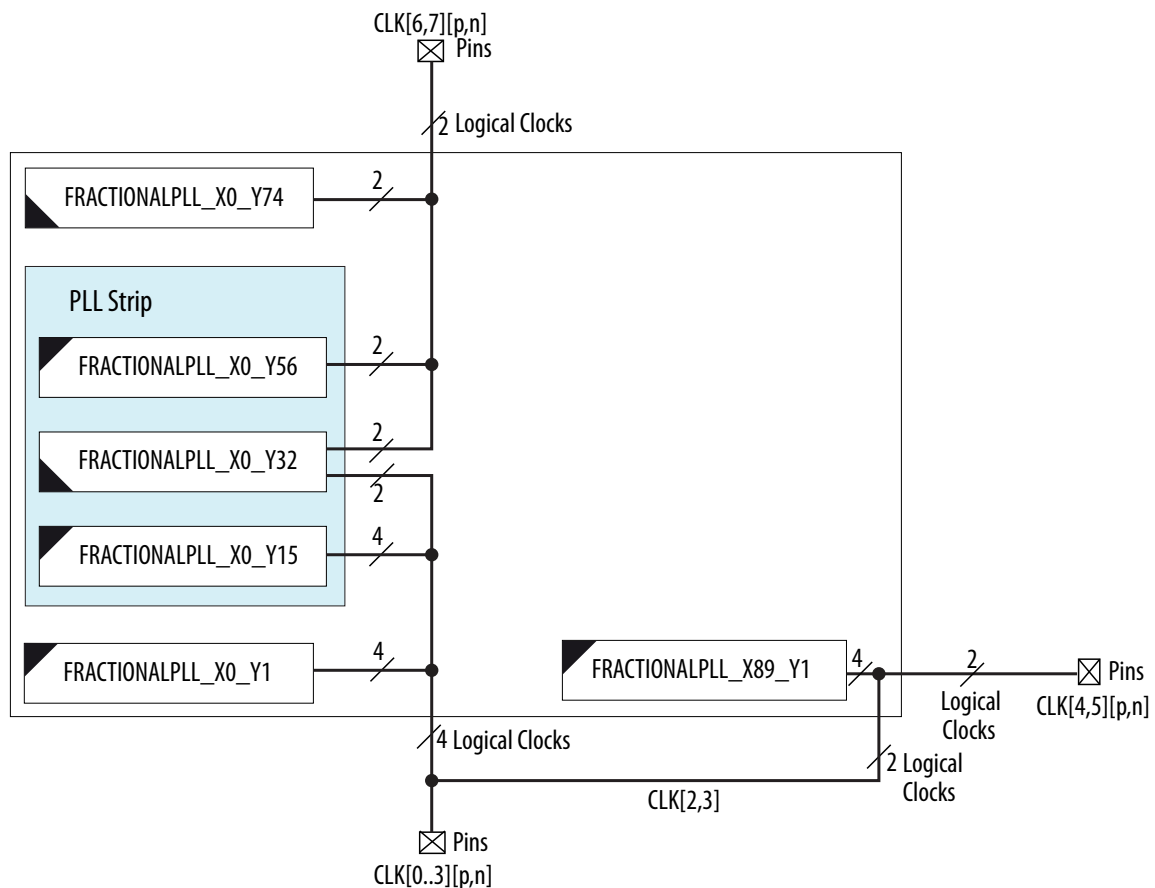 CLK[6,7][p,n]
Pins
2 Logical Clocks
FRACTIONALPLL_X0_Y74
2
PLL Strip
FRACTIONALPLL_X0_Y56
2
FRACTIONALPLL_X0_Y32
2
2
FRACTIONALPLL_X0_Y15
4
FRACTIONALPLL_X0_Y1
4
FRACTIONALPLL_X89_Y1
4
2
Logical
Clocks
Pins
CLK[4,5][p,n]
4 Logical Clocks
2 Logical
Clocks
CLK[2,3]
Pins
CLK[0..3][p,n]